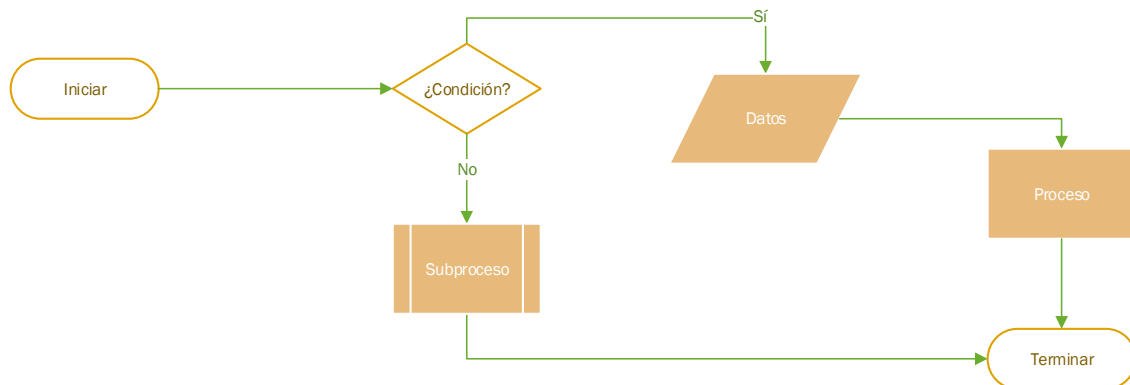 Sí
Iniciar
¿Condición?
Datos
No
Proceso
Subproceso
Terminar